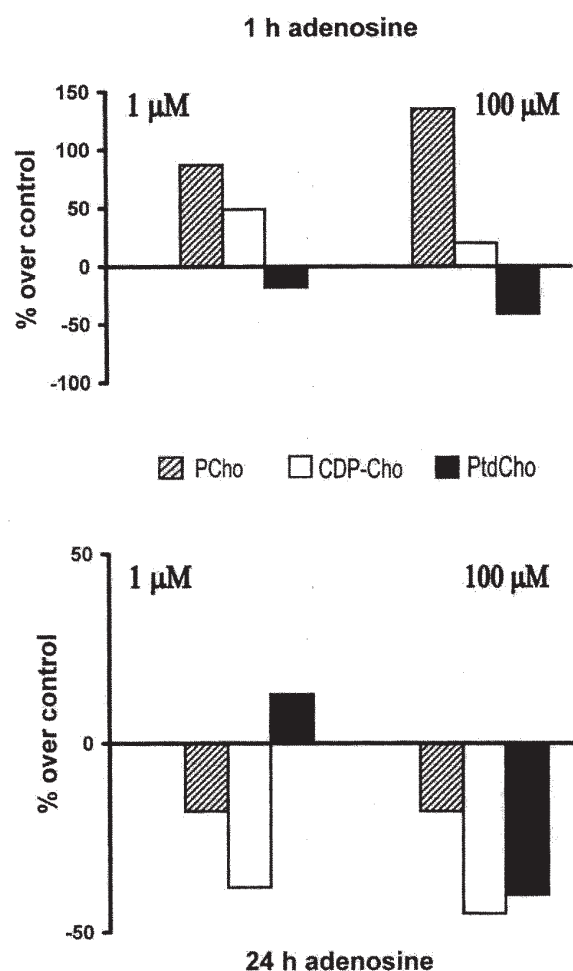 1 h adenosine
% over control
150
100
50
0
-50
-100
1 µM
100 µM
PCho
CDP-Cho
PtdCho
% over control
50
0
-50
1 µM
100 µM
24 h adenosine